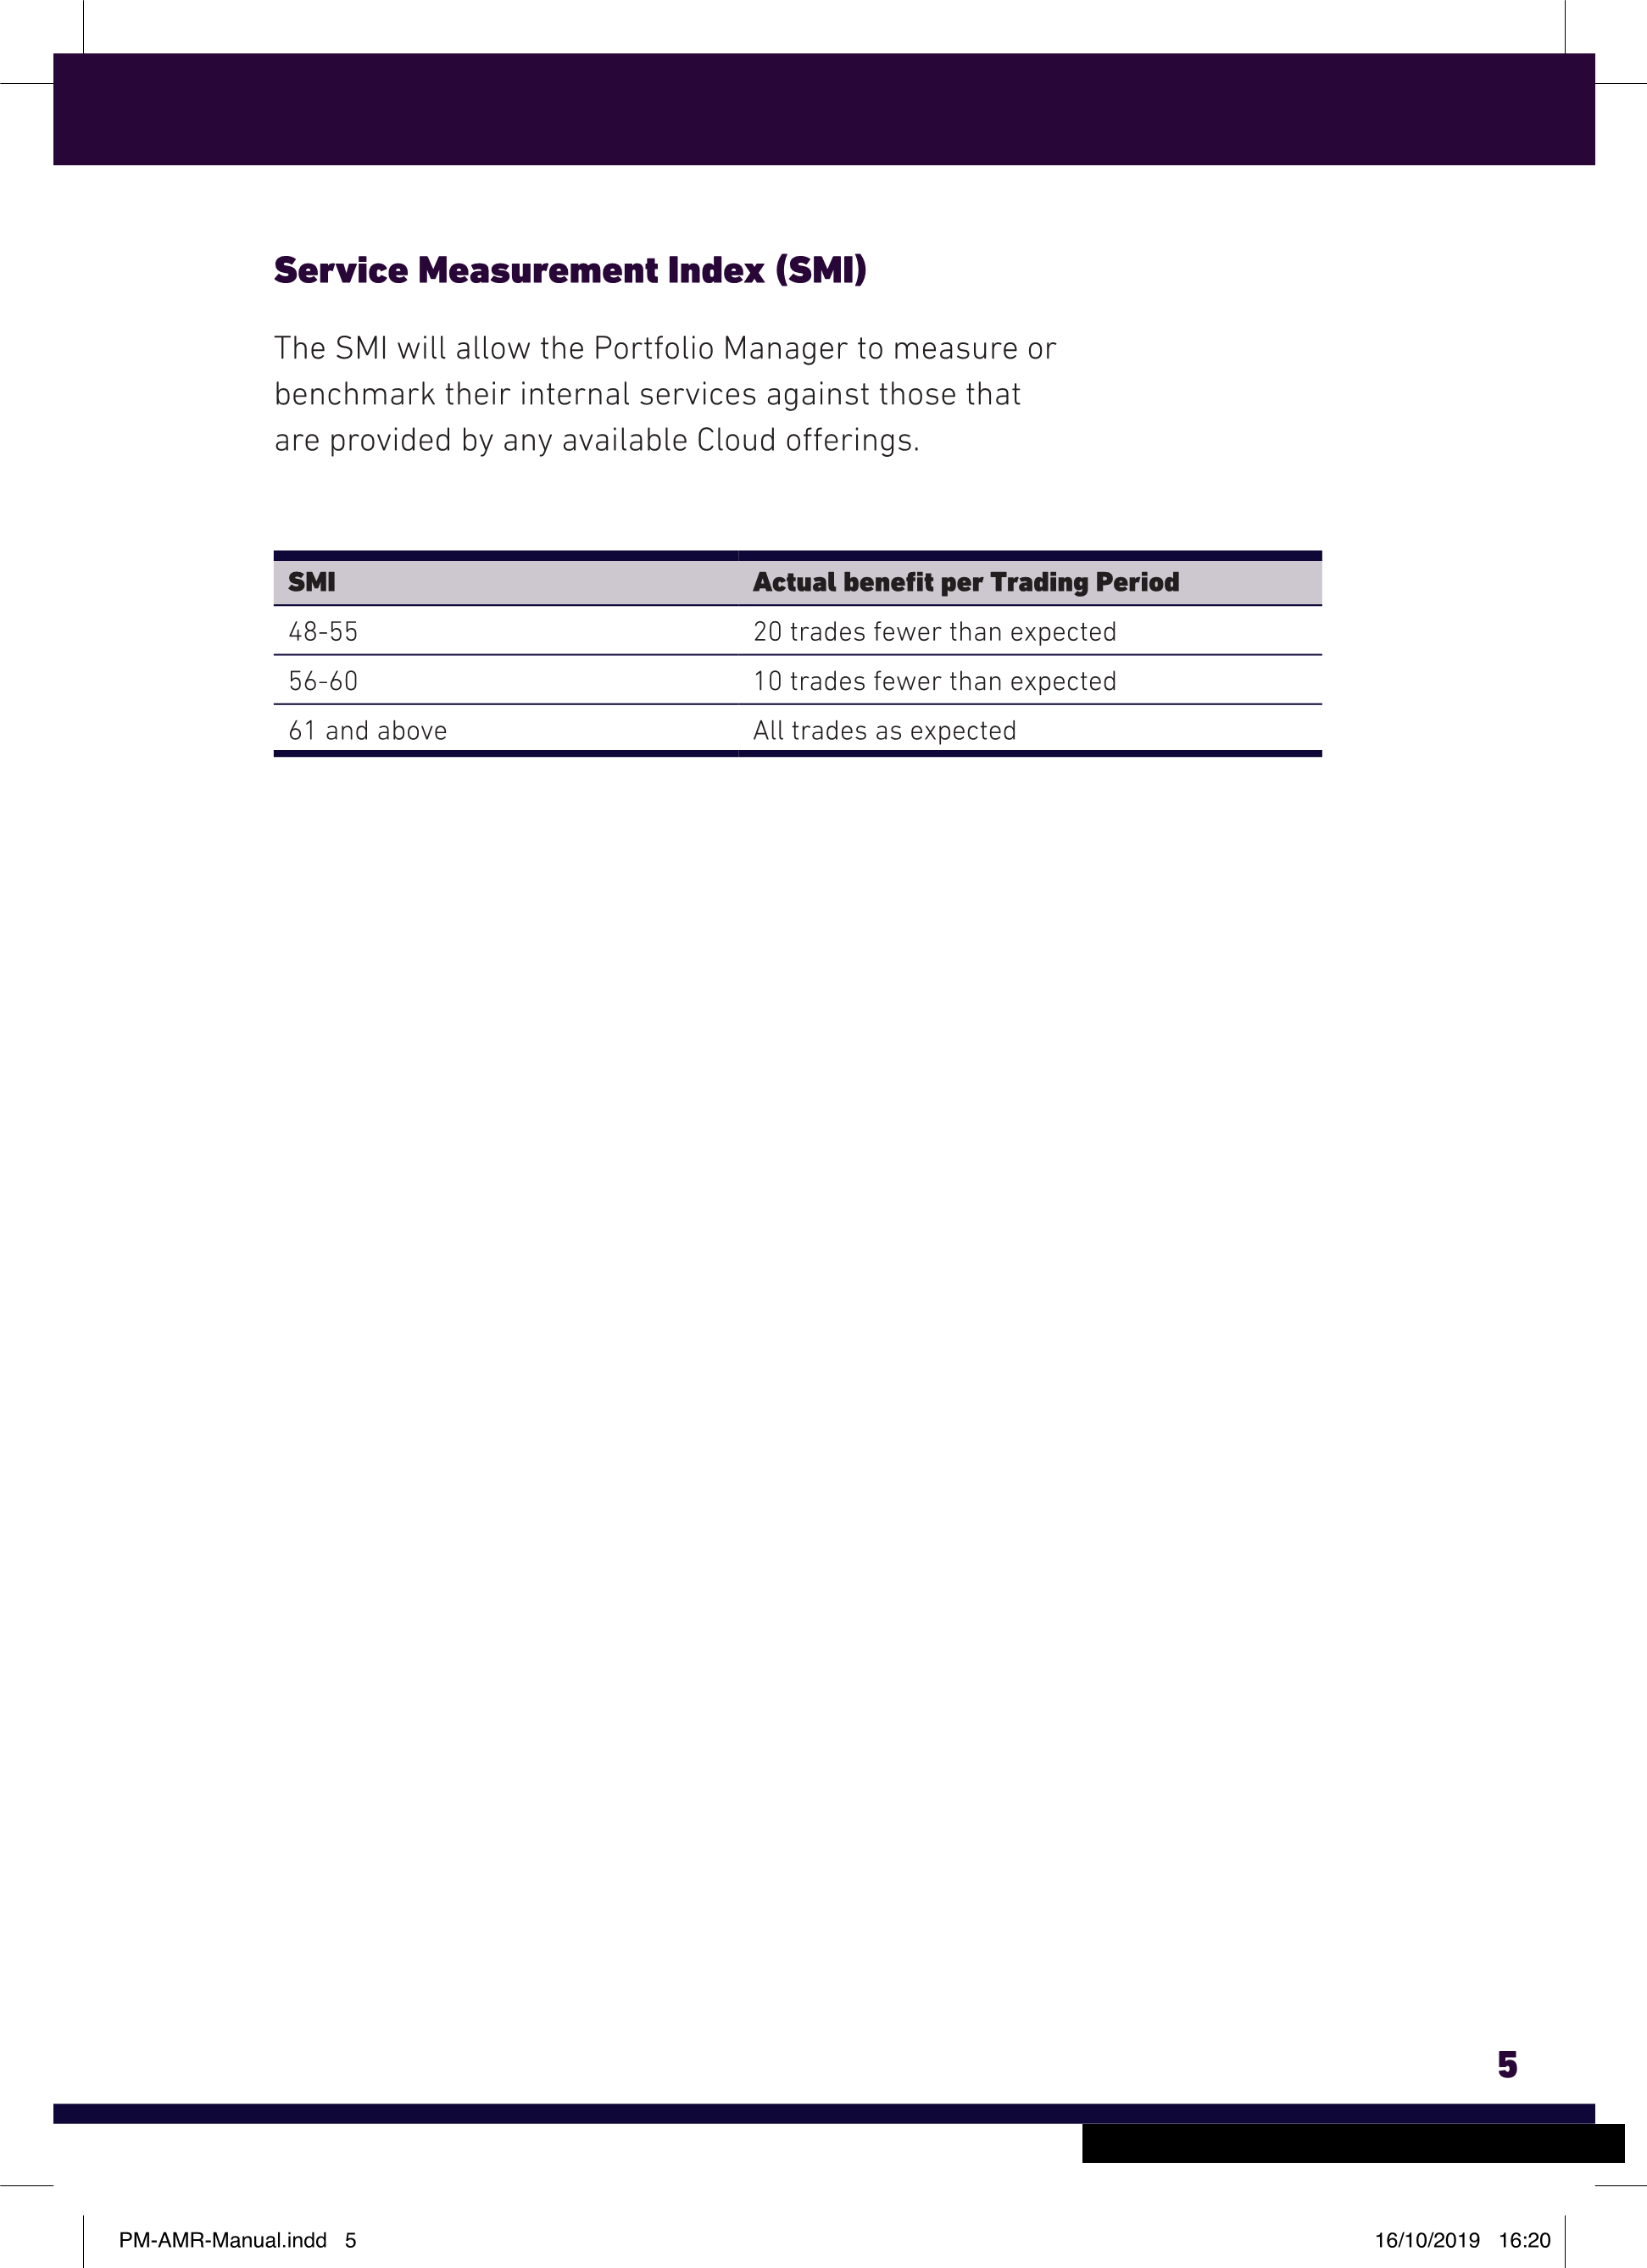 Service Measurement Index (SMI)
The SMI will allow the Portfolio Manager to measure or
benchmark their internal services against those that
are provided by any available Cloud offerings.
SMI Actual benefit per Trading Period
48-55 20 trades fewer than expected
56-60 10 trades fewer than expected
61 and above All trades as expected
5
PM-AMR-Manual.indd 5 16/10/2019 16:20